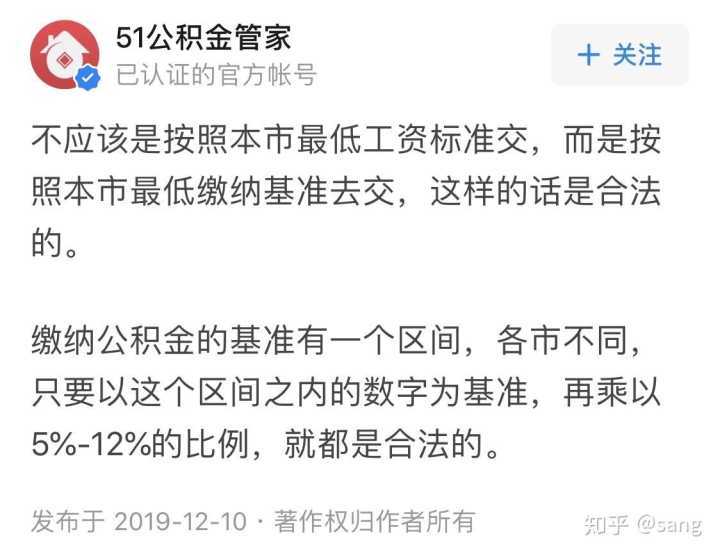 51公积金管家
已认证的官方帐号
+ 关注
不应该是按照本市最低工资标准交，而是按
照本市最低缴纳基准去交，这样的话是合法
的。
缴纳公积金的基准有一个区间，各市不同，
只要以这个区间之内的数字为基准，再乘以
5%-12%的比例，就都是合法的。
发布于 2019-12-10 · 著作权归作者所有
知乎 @sang